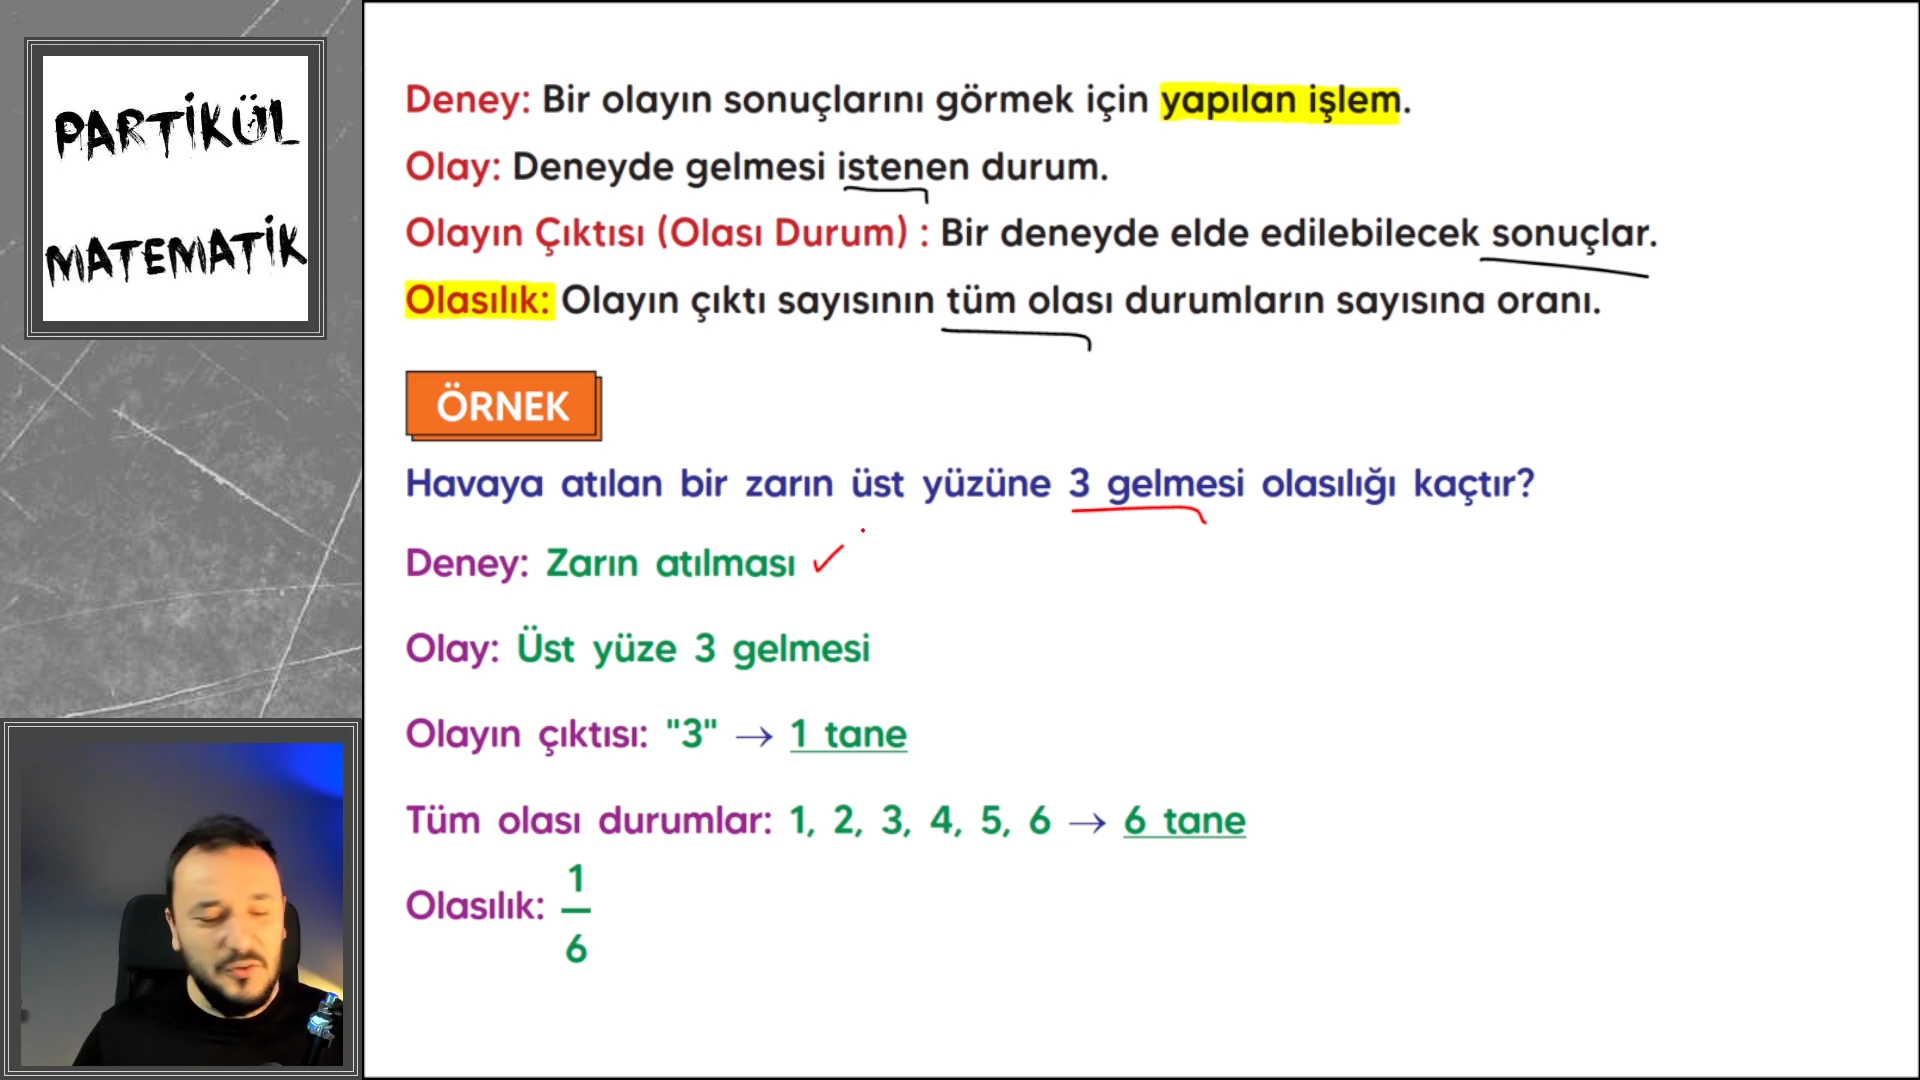 PARTİKÜL
MATEMATİK
Deney: Bir olayın sonuçlarını görmek için yapılan işlem.
Olay: Deneyde gelmesi istenen durum.
Olayın Çıktısı (Olası Durum) : Bir deneyde elde edilebilecek sonuçlar.
Olasılık: Olayın çıktı sayısının tüm olası durumların sayısına oranı.
ÖRNEK
Havaya atılan bir zarın üst yüzüne 3 gelmesi olasılığı kaçtır?
Deney: Zarın atılması ✓
Olay: Üst yüze 3 gelmesi
Olayın çıktısı: "3" → 1 tane
Tüm olası durumlar: 1, 2, 3, 4, 5, 6 → 6 tane
Olasılık: 1/6